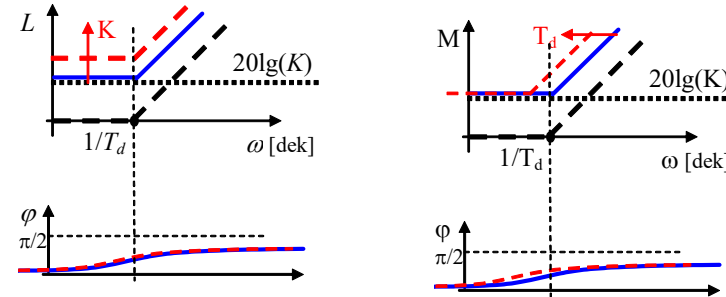 L
K
20lg(K)
1/T_d
ω [dek]
φ
π/2
M
T_d
20lg(K)
1/T_d
ω [dek]
φ
π/2